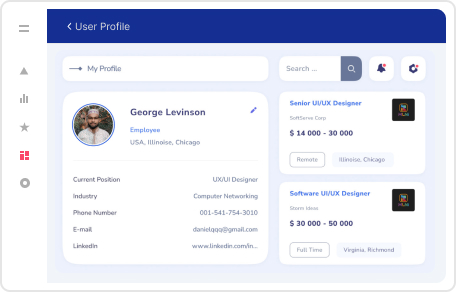 User Profile
My Profile
Search ...
George Levinson
Employee
USA, Illinoise, Chicago
Current Position UX/UI Designer
Industry Computer Networking
Phone Number 001-541-754-3010
E-mail danielqqq@gmail.com
Linkedin www.linkedin.com/in...
Senior UI/UX Designer
SoftServe Corp
$ 14 000 - 30 000
Remote Illinoise, Chicago
Software UI/UX Designer
Storm Ideas
$ 30 000 - 50 000
Full Time Virginia, Richmond